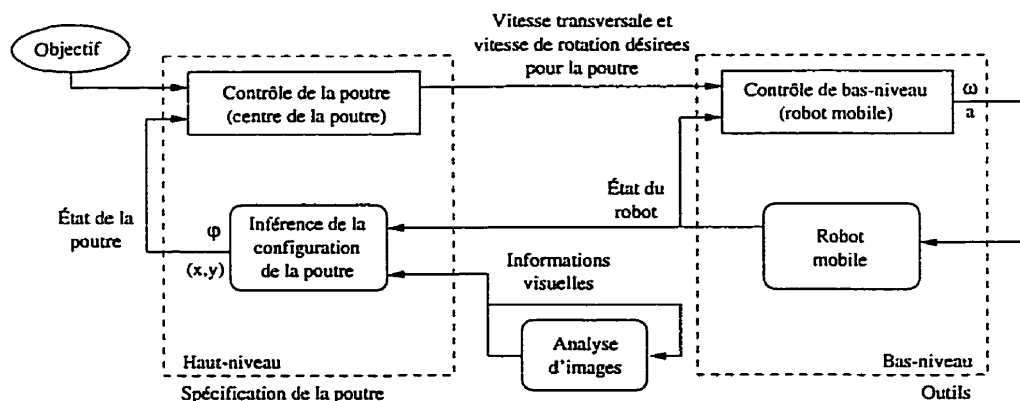 Objectif
Vitesse transversale et
vitesse de rotation désirees
pour la poutre
Contrôle de la poutre
(centre de la poutre)
Contrôle de bas-niveau
(robot mobile)
ω
a
État de la
poutre
φ
(x,y)
Inférence de la
configuration
de la poutre
État du
robot
Robot
mobile
Informations
visuelles
Analyse
d'images
Haut-niveau
Bas-niveau
Spécification de la poutre
Outils